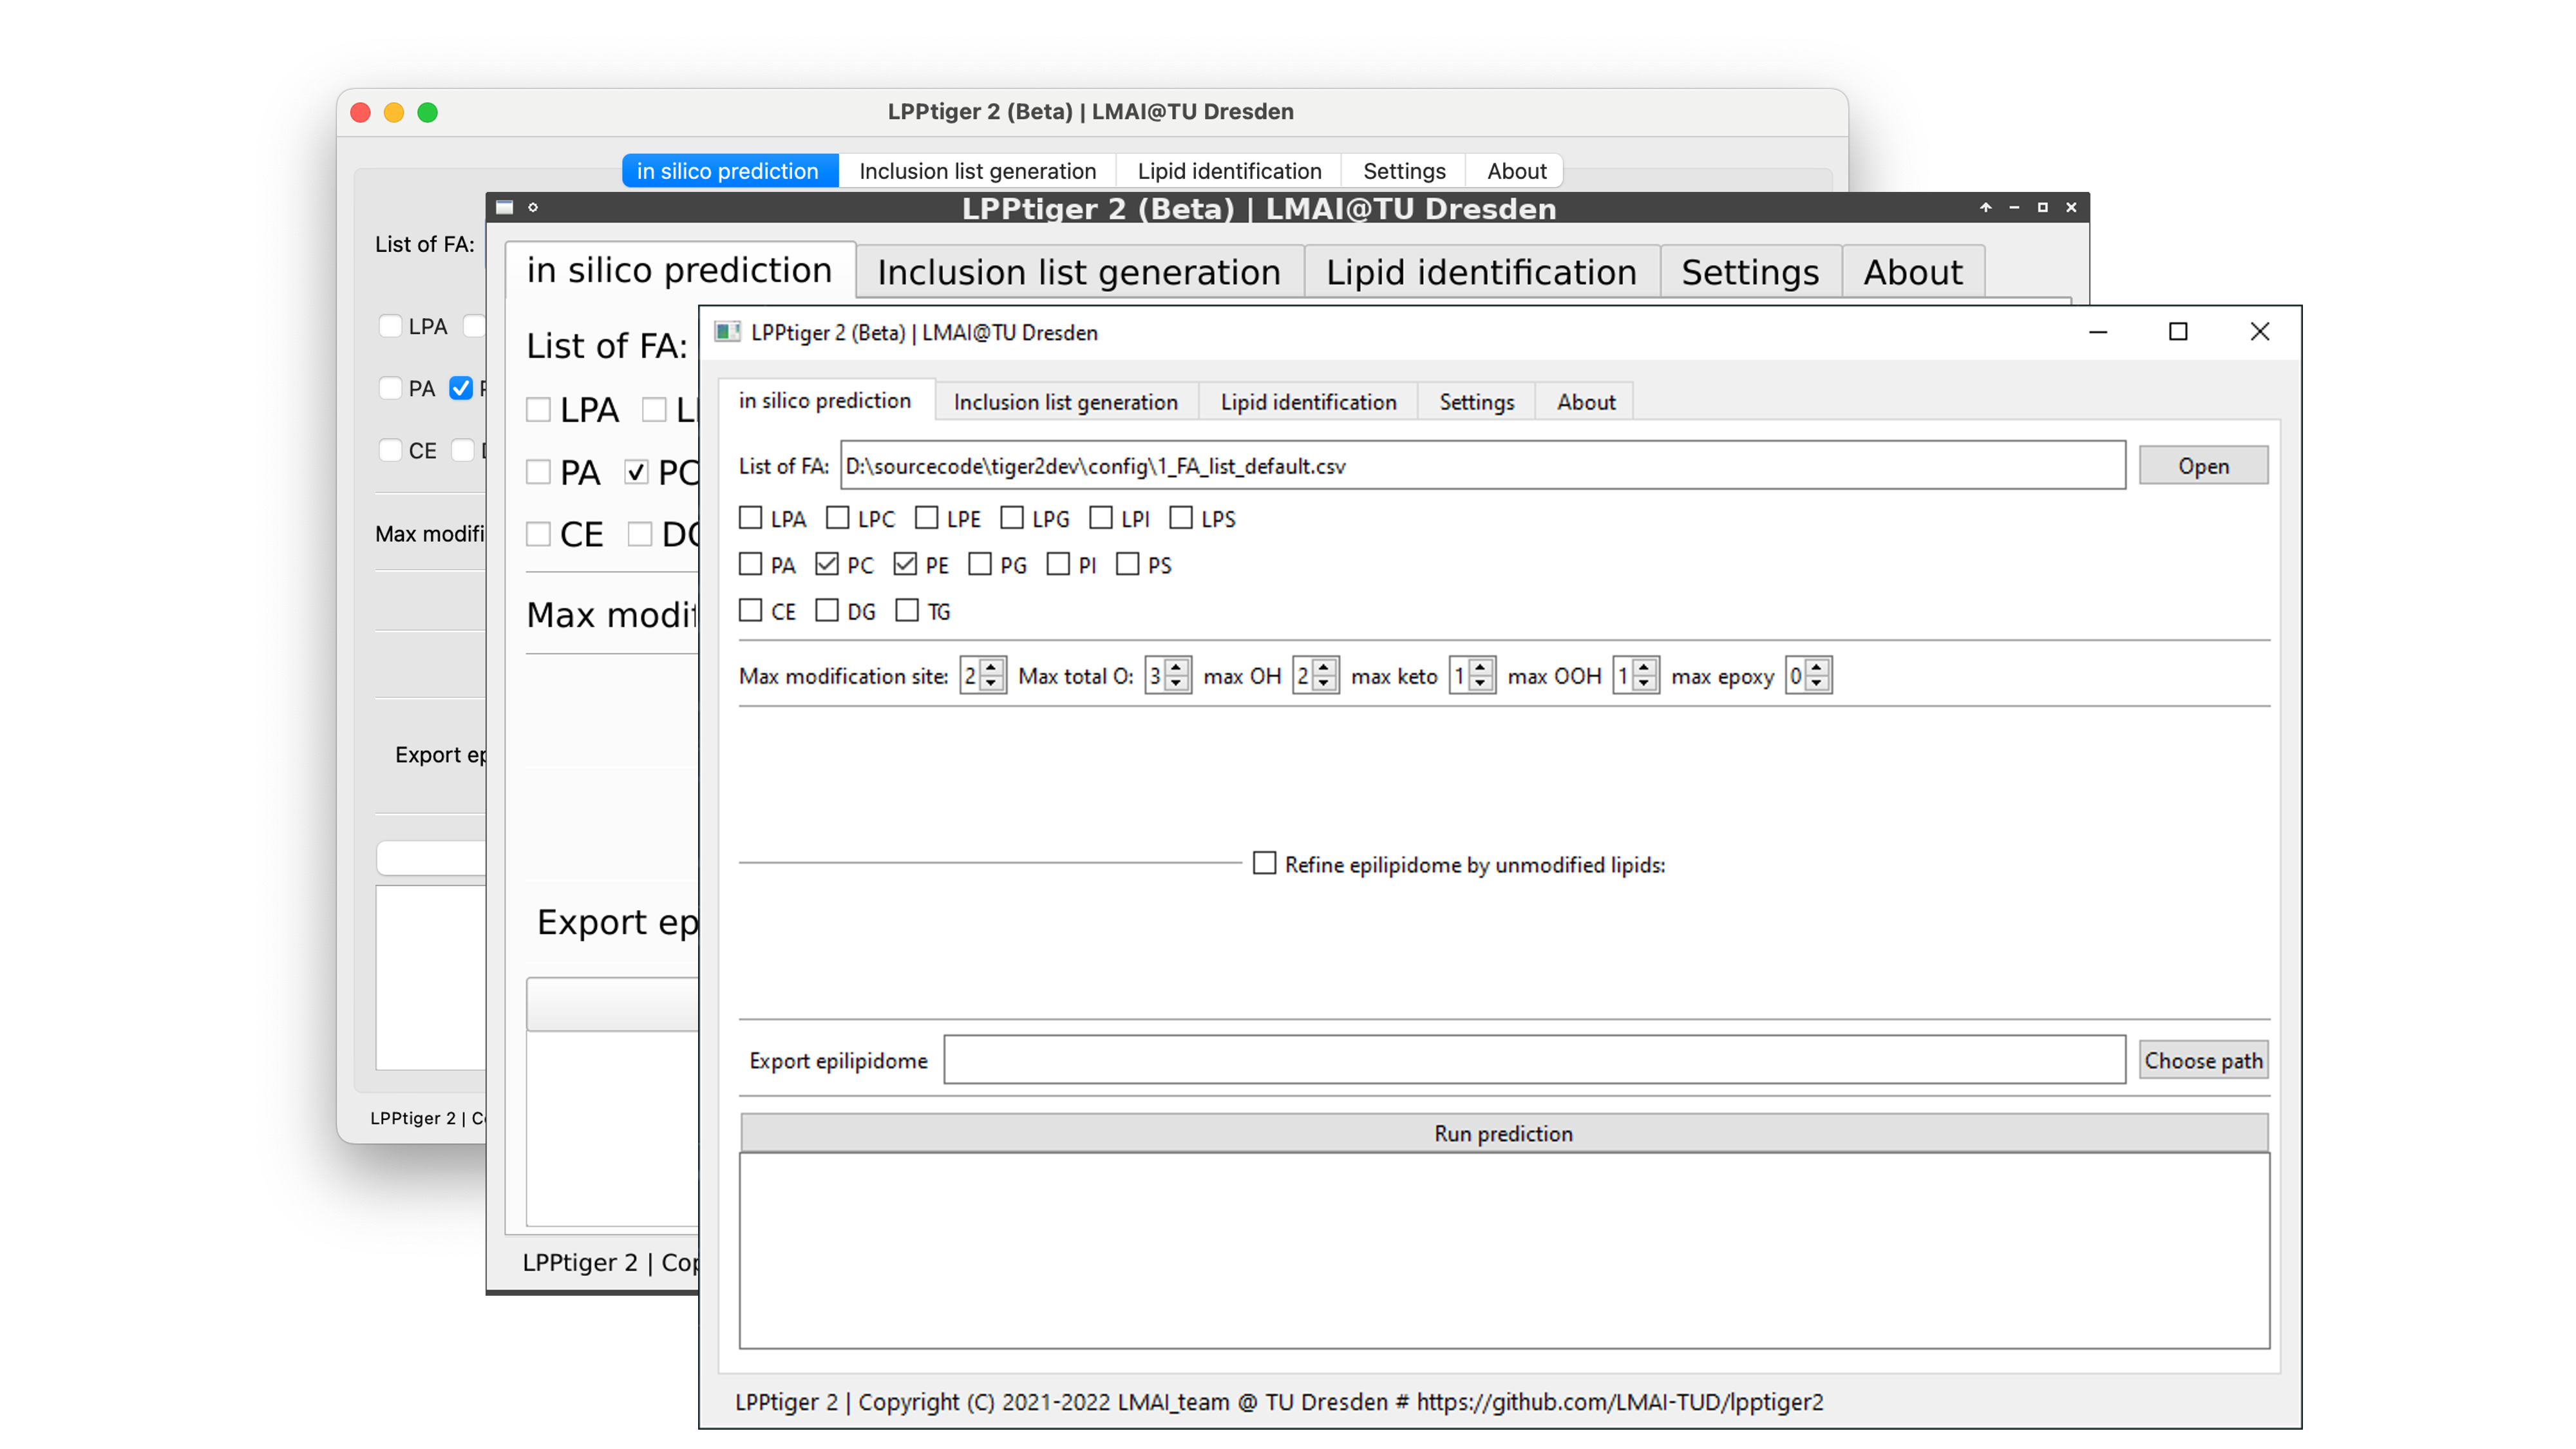 LPPtiger 2 (Beta) | LMAI@TU Dresden
in silico prediction Inclusion list generation Lipid identification Settings About
List of FA:
LPA
PA
CE
Max modifi
Export ep
LPPtiger 2 | C
LPPtiger 2 (Beta) | LMAI@TU Dresden
in silico prediction Inclusion list generation Lipid identification Settings About
List of FA:
LPA
PA PC
CE
Max modif
Export ep
LPPtiger 2 | Cop
LPPtiger 2 (Beta) | LMAI@TU Dresden
in silico prediction Inclusion list generation Lipid identification Settings About
List of FA: D:\sourcecode\tiger2dev\config\1_FA_list_default.csv Open
LPA LPC LPE LPG LPI LPS
PA PC PE PG PI PS
CE DG TG
Max modification site: 2 Max total O: 3 max OH 2 max keto 1 max OOH 1 max epoxy 0
Refine epilipidome by unmodified lipids:
Export epilipidome Choose path
Run prediction
LPPtiger 2 | Copyright (C) 2021-2022 LMAI_team @ TU Dresden # https://github.com/LMAI-TUD/lpptiger2